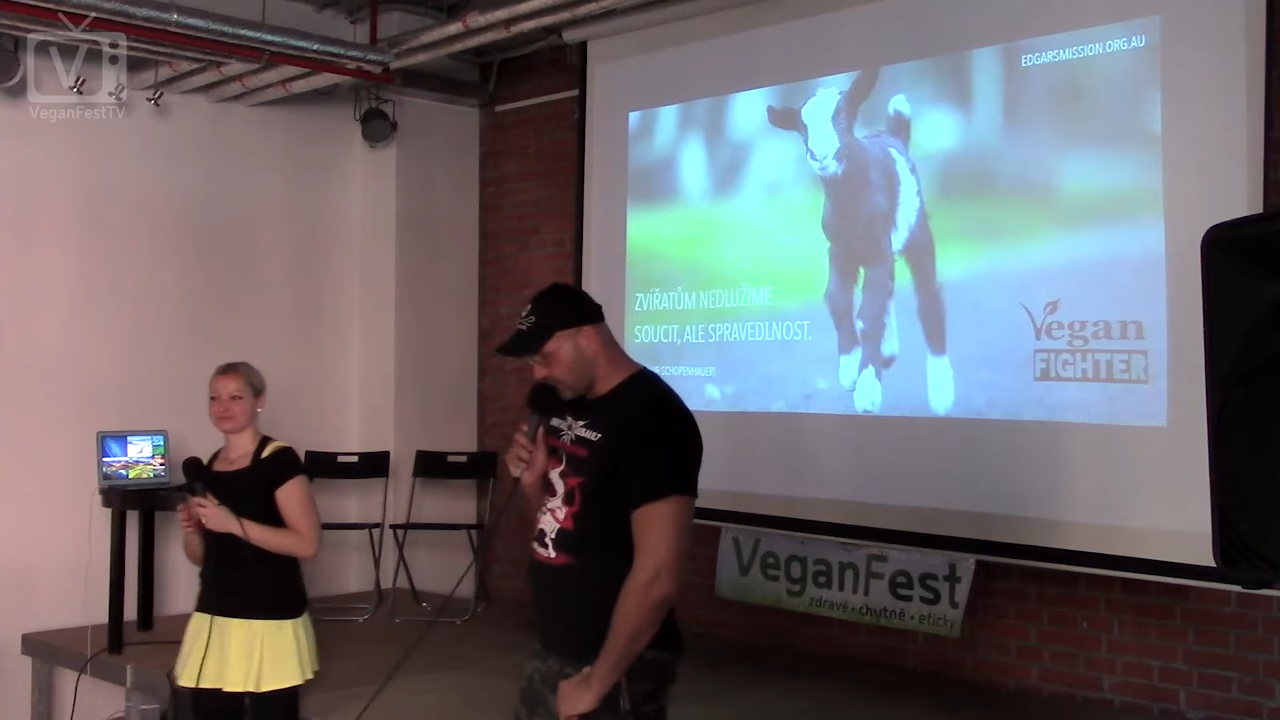 V
VeganFestTV
EDGARSMISSION.ORG.AU
ZVÍŘATŮM NEDLUŽÍME
SOUCIT, ALE SPRAVEDLNOST.
SCHOPENHAUER)
Vegan
FIGHTER
VeganFest
zdravě • chutně • eticky